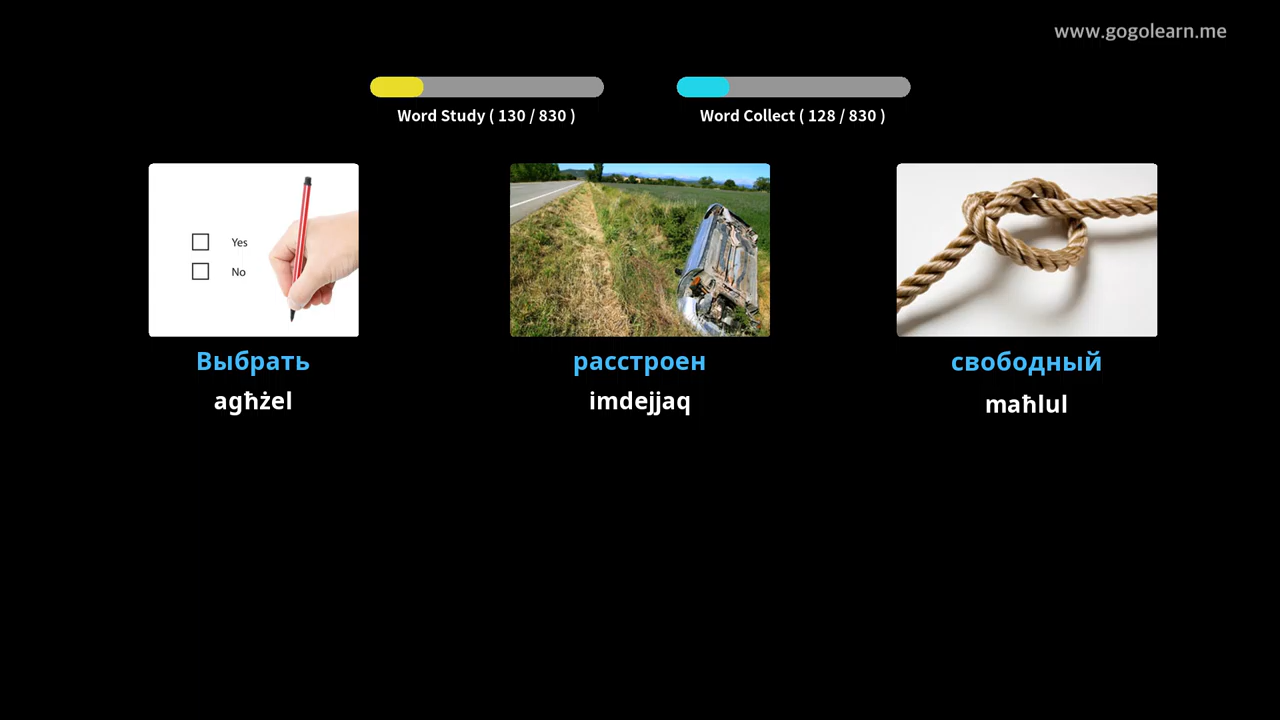 www.gogolearn.me
Word Study ( 130 / 830 )
Word Collect ( 128 / 830 )
Yes
No
Выбрать
расстроен
свободный
agħżel
imdejjaq
maħlul